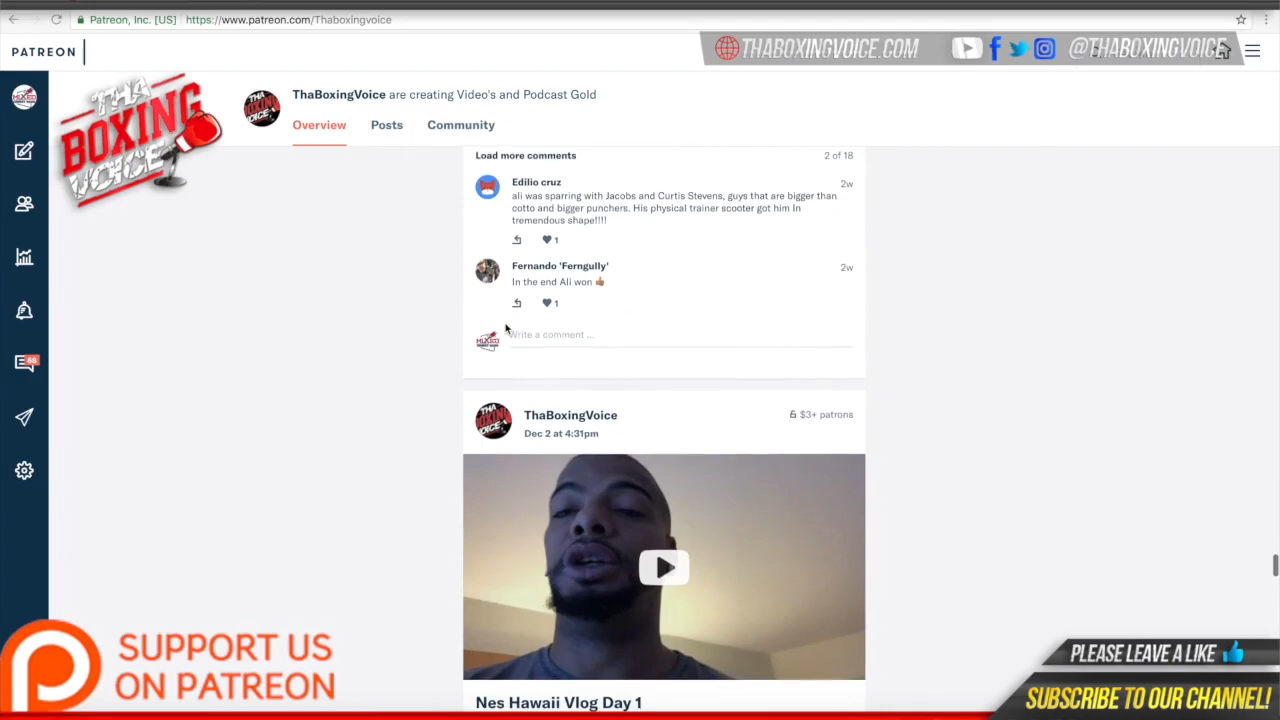 Patreon, Inc. [US] https://www.patreon.com/Thaboxingvoice
PATREON
THABOXINGVOICE.COM
@THABOXINGVOICE
THA BOXING VOICE
ThaBoxingVoice are creating Video's and Podcast Gold
Overview Posts Community
Load more comments 2 of 18
Edilio cruz 2w
ali was sparring with Jacobs and Curtis Stevens, guys that are bigger than
cotto and bigger punchers. His physical trainer scooter got him In
tremendous shape!!!!
1
Fernando 'Ferngully' 2w
In the end Ali won 👍🏽
1
Write a comment ...
ThaBoxingVoice $3+ patrons
Dec 2 at 4:31pm
Nes Hawaii Vlog Day 1
68
SUPPORT US
ON PATREON
PLEASE LEAVE A LIKE
SUBSCRIBE TO OUR CHANNEL!